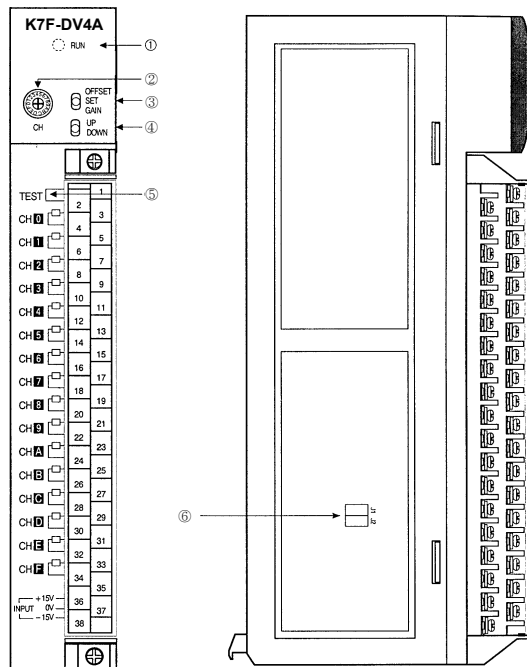 K7F-DV4A
RUN
①
②
OFFSET
SET
GAIN
③
CH
UP
DOWN
④
TEST
⑤
1
2
CH 0
3
4
CH 1
5
6
CH 2
7
8
CH 3
9
10
CH 4
11
12
CH 5
13
14
CH 6
15
16
CH 7
17
18
CH 8
19
20
CH 9
21
22
CH A
23
24
CH B
25
26
CH C
27
28
CH D
29
30
CH E
31
32
CH F
33
34
35
+15V
36
INPUT 0V
37
−15V
38
⑥
J1
J2